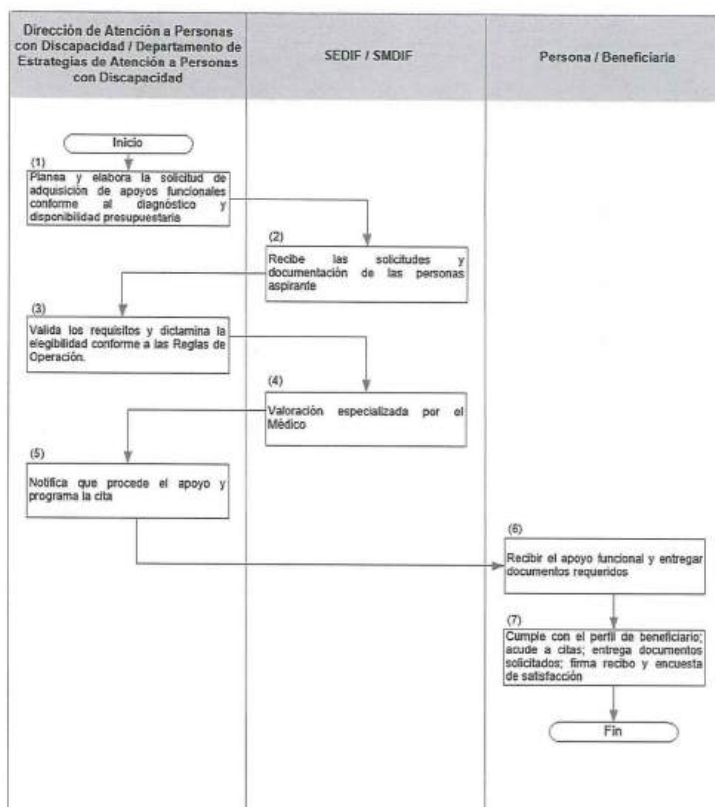 Dirección de Atención a Personas
con Discapacidad / Departamento de
Estrategias de Atención a Personas
con Discapacidad
SEDIF / SMDIF
Persona / Beneficiaria
Inicio
(1)
Planea y elabora la solicitud de
adquisición de apoyos funcionales
conforme al diagnóstico y
disponibilidad presupuestaria
(2)
Recibe las solicitudes y
documentación de las personas
aspirante
(3)
Valida los requisitos y dictamina la
elegibilidad conforme a las Reglas de
Operación.
(4)
Valoración especializada por el
Médico
(5)
Notifica que procede el apoyo y
programa la cita
(6)
Recibir el apoyo funcional y entregar
documentos requeridos
(7)
Cumple con el perfil de beneficiario;
acude a citas; entrega documentos
solicitados; firma recibo y encuesta
de satisfacción
Fin